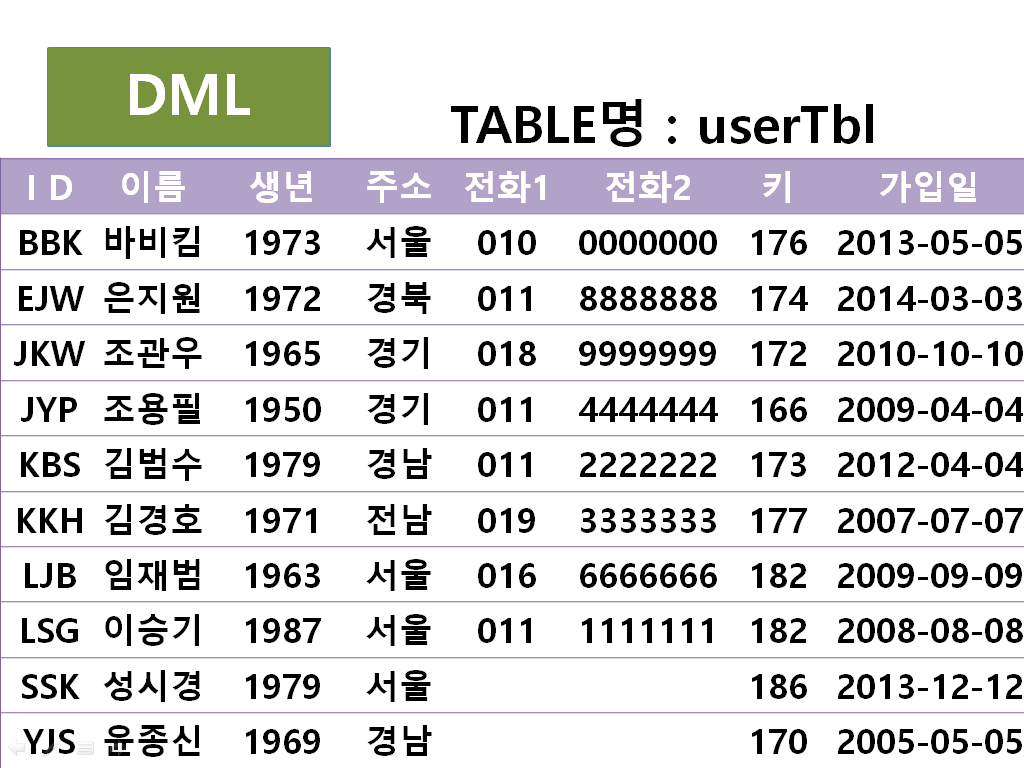 DML
TABLE명 : userTbl
I D 이름 생년 주소 전화1 전화2 키 가입일
BBK 바비킴 1973 서울 010 0000000 176 2013-05-05
EJW 은지원 1972 경북 011 8888888 174 2014-03-03
JKW 조관우 1965 경기 018 9999999 172 2010-10-10
JYP 조용필 1950 경기 011 4444444 166 2009-04-04
KBS 김범수 1979 경남 011 2222222 173 2012-04-04
KKH 김경호 1971 전남 019 3333333 177 2007-07-07
LJB 임재범 1963 서울 016 6666666 182 2009-09-09
LSG 이승기 1987 서울 011 1111111 182 2008-08-08
SSK 성시경 1979 서울 186 2013-12-12
YJS 윤종신 1969 경남 170 2005-05-05